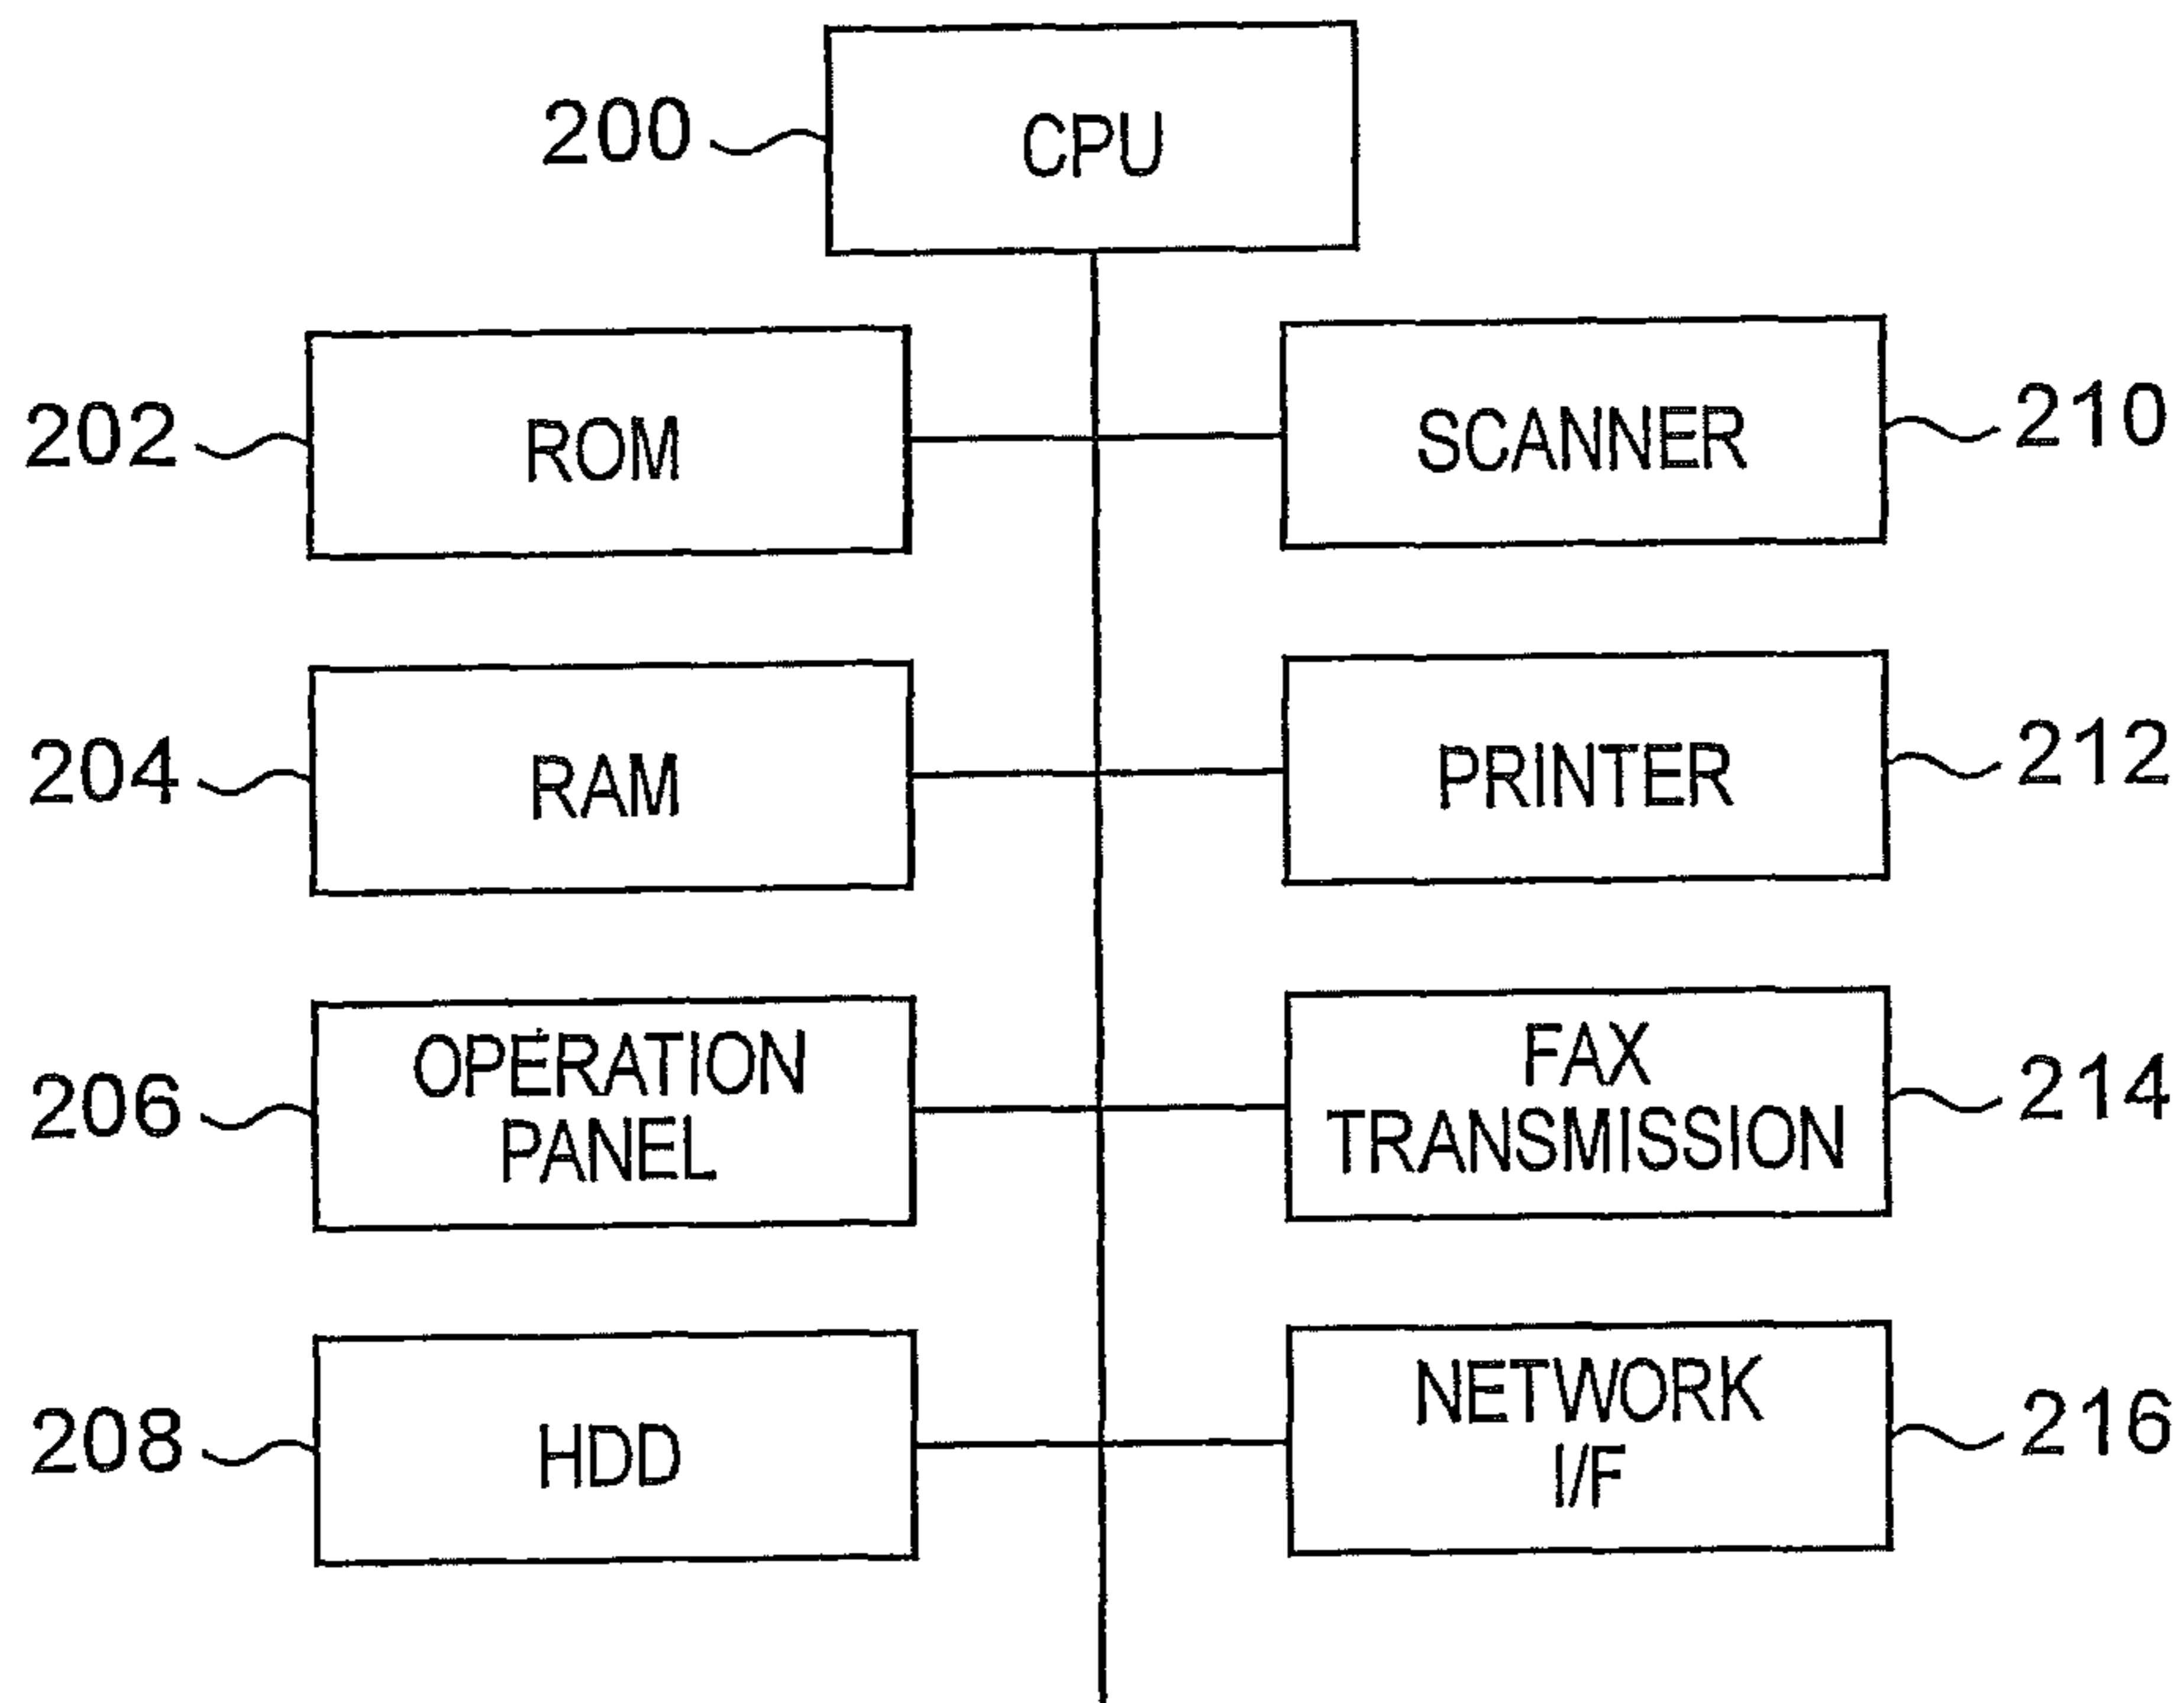 200
CPU
202
ROM
SCANNER
210
204
RAM
PRINTER
212
206
OPERATION
PANEL
FAX
TRANSMISSION
214
208
HDD
NETWORK
I/F
216